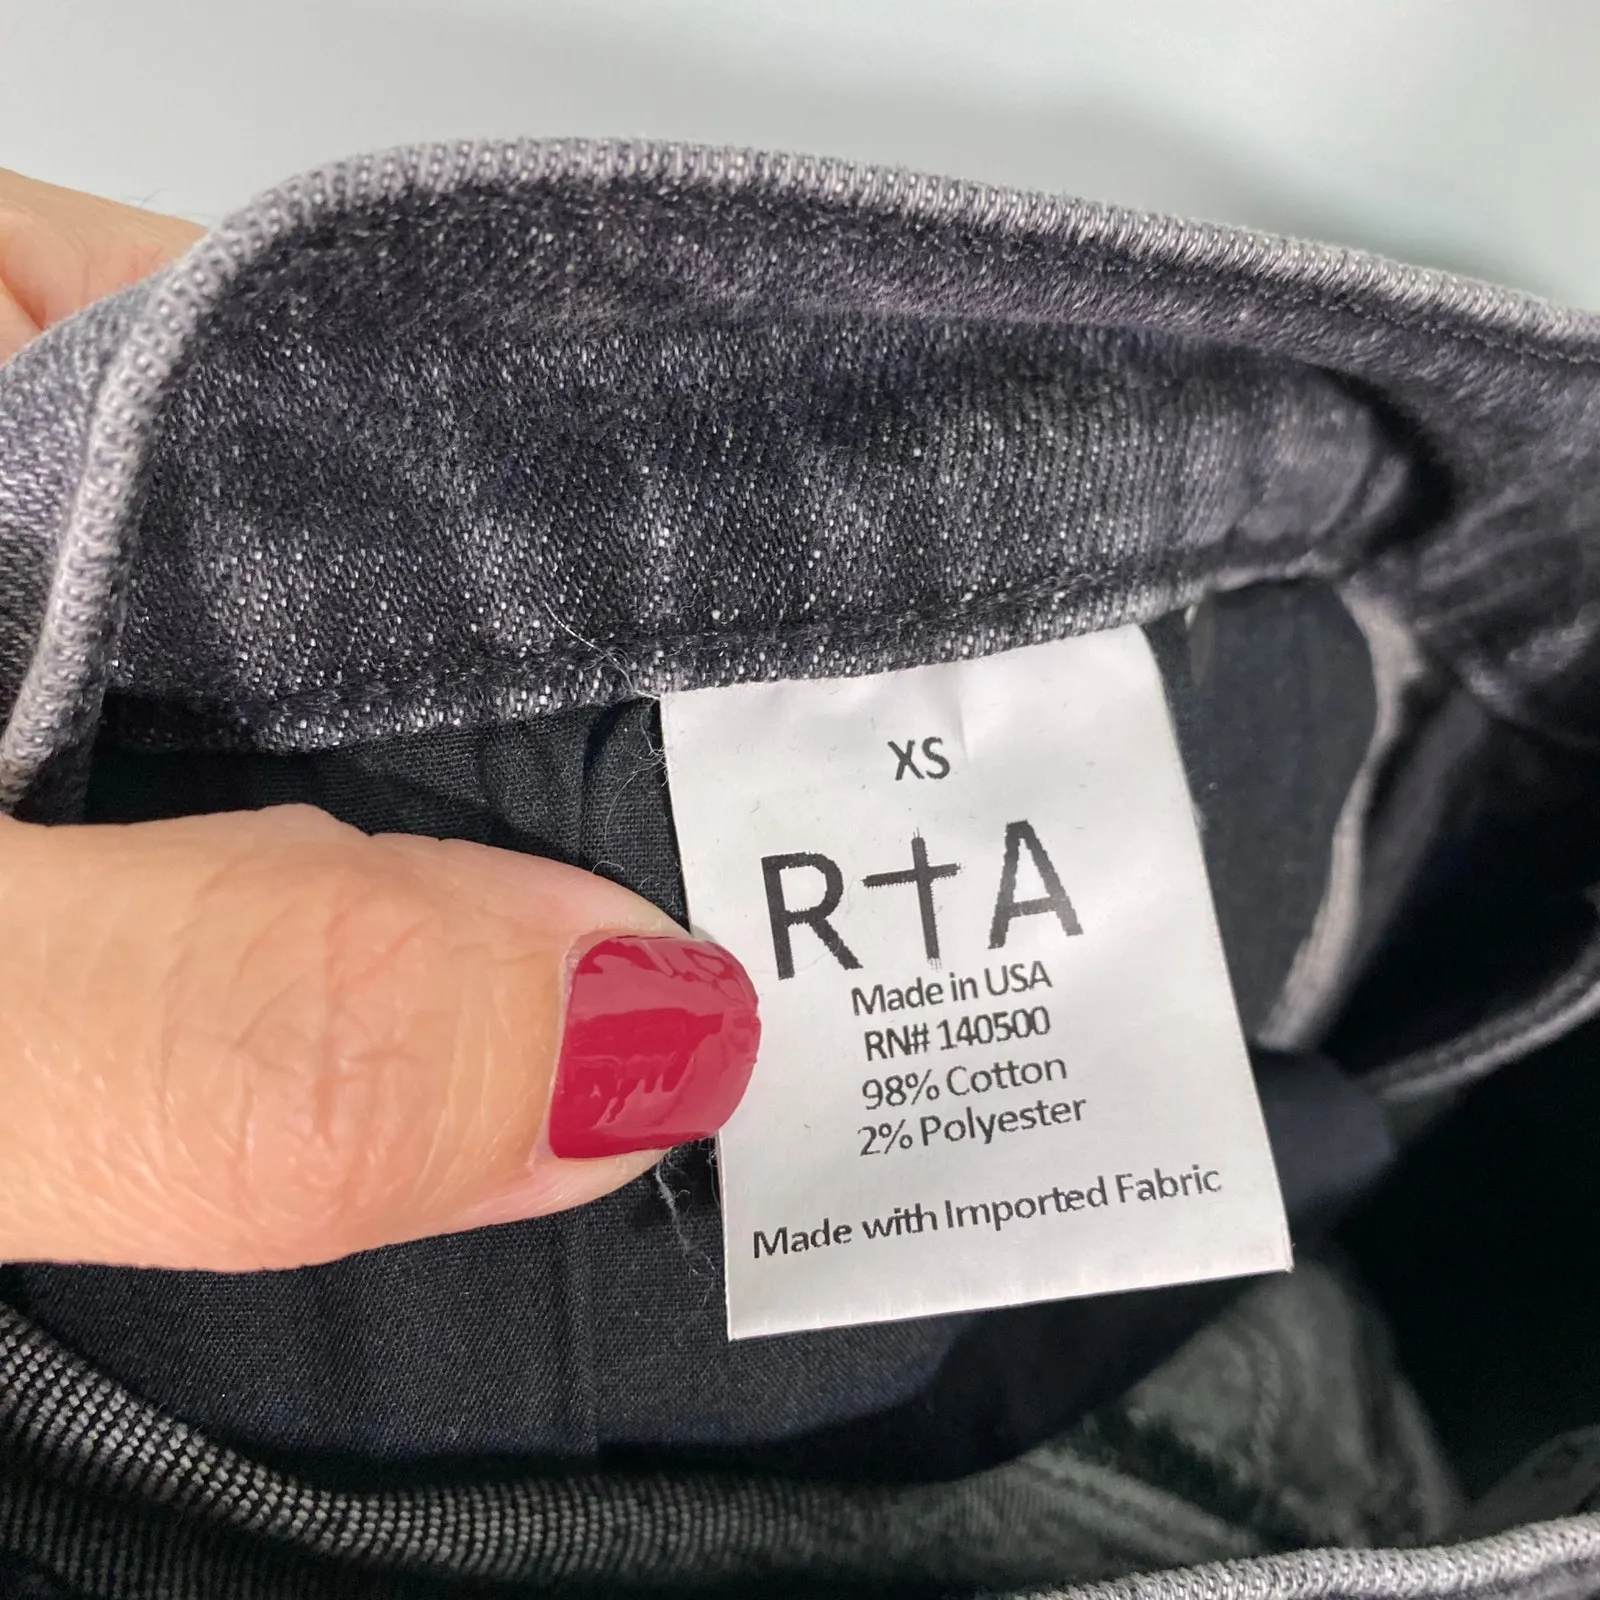 XS
R†A
Made in USA
RN# 140500
98% Cotton
2% Polyester
Made with Imported Fabric